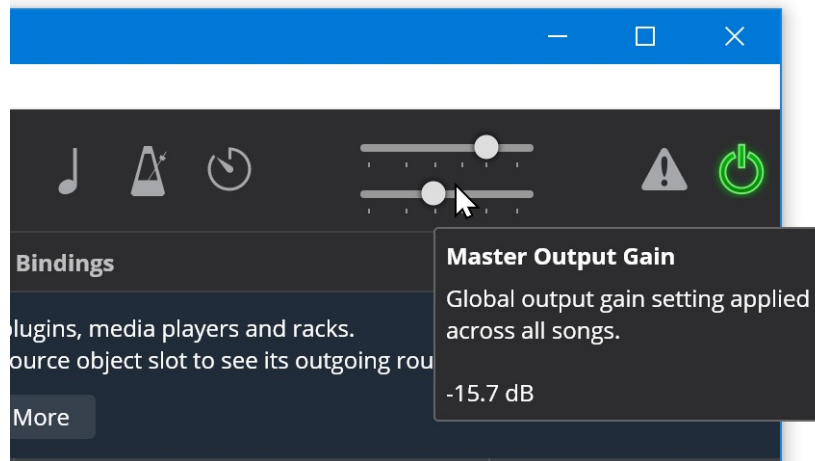 Bindings
Master Output Gain
Global output gain setting applied
across all songs.
-15.7 dB
plugins, media players and racks.
ource object slot to see its outgoing rou
More